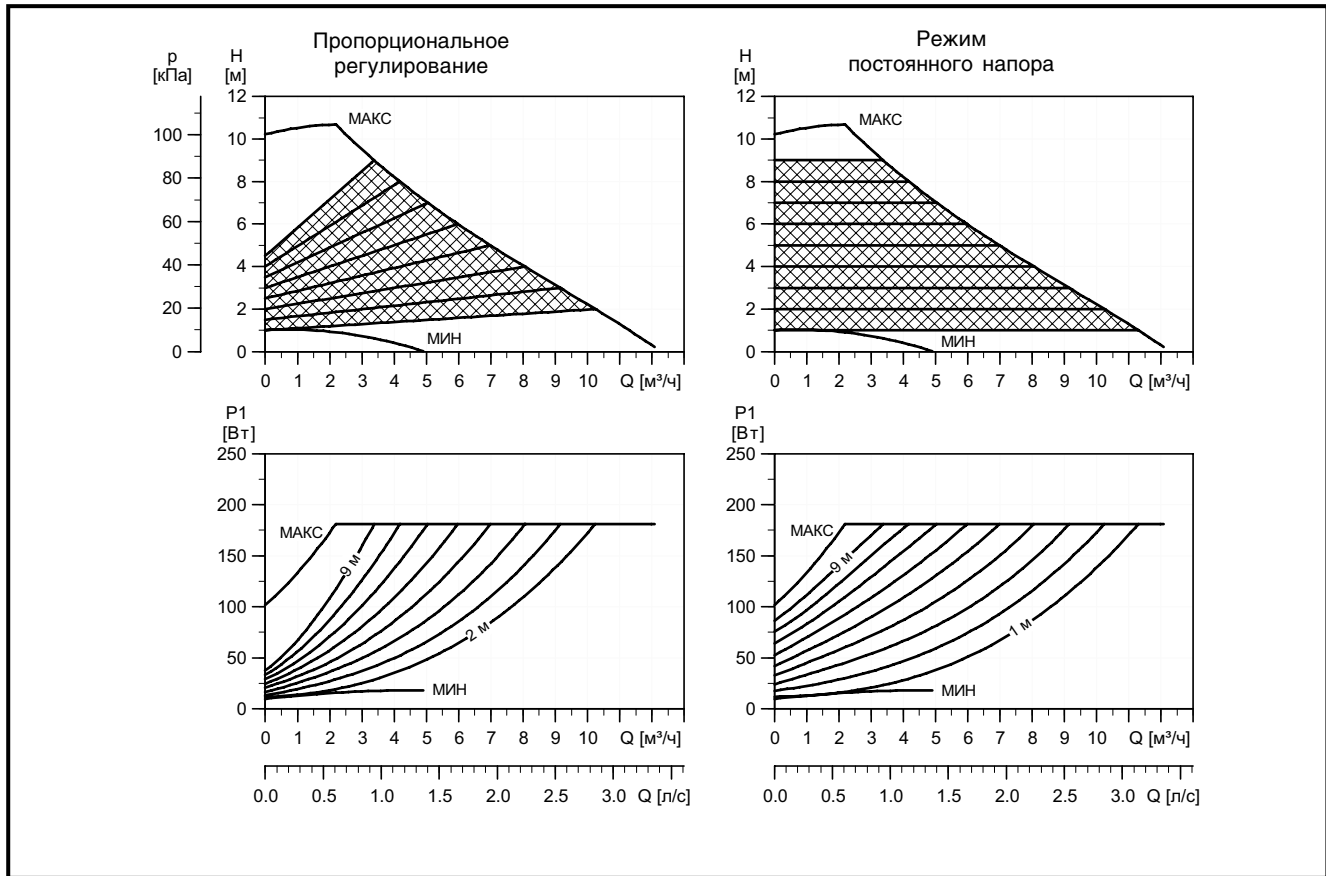 Пропорциональное
регулирование
Режим
постоянного напора
p
[кПа]
H
[м]
H
[м]
12
10
8
6
4
2
0
100
80
60
40
20
0
МАКС
МИН
0 1 2 3 4 5 6 7 8 9 10 Q [м³/ч]
12
10
8
6
4
2
0
МАКС
МИН
0 1 2 3 4 5 6 7 8 9 10 Q [м³/ч]
P1
[Вт]
250
200
150
100
50
0
МАКС
9 м
2 м
МИН
0 1 2 3 4 5 6 7 8 9 10 Q [м³/ч]
0.0 0.5 1.0 1.5 2.0 2.5 3.0 Q [л/с]
P1
[Вт]
250
200
150
100
50
0
МАКС
9 м
1 м
МИН
0 1 2 3 4 5 6 7 8 9 10 Q [м³/ч]
0.0 0.5 1.0 1.5 2.0 2.5 3.0 Q [л/с]